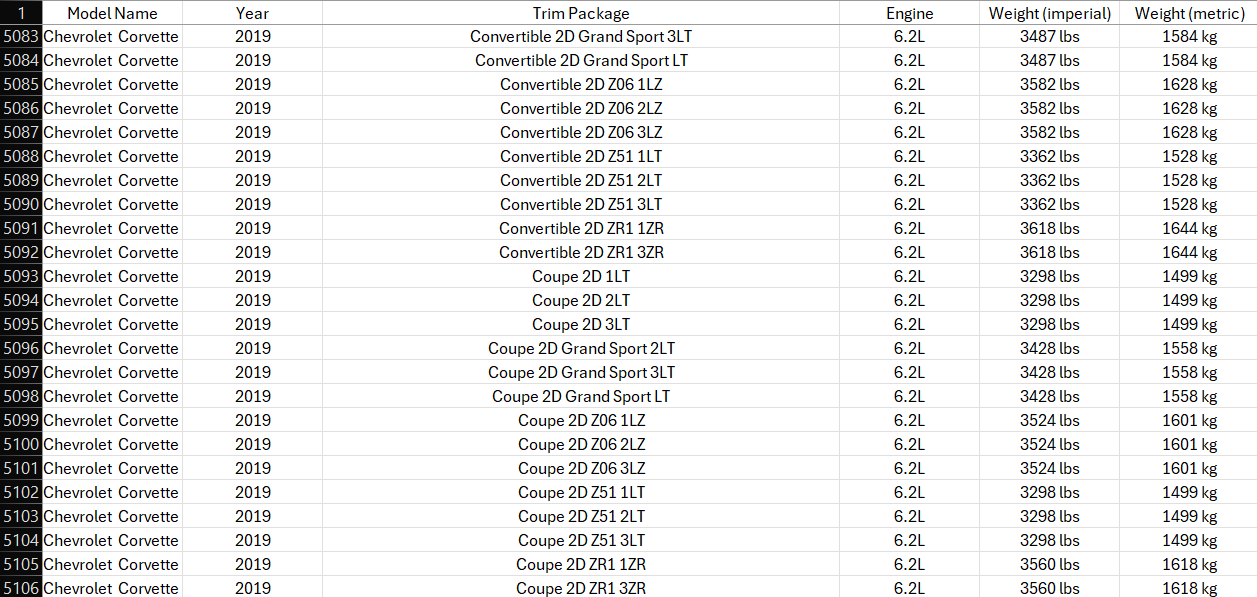 1 Model Name Year Trim Package Engine Weight (imperial) Weight (metric)
5083 Chevrolet Corvette 2019 Convertible 2D Grand Sport 3LT 6.2L 3487 lbs 1584 kg
5084 Chevrolet Corvette 2019 Convertible 2D Grand Sport LT 6.2L 3487 lbs 1584 kg
5085 Chevrolet Corvette 2019 Convertible 2D Z06 1LZ 6.2L 3582 lbs 1628 kg
5086 Chevrolet Corvette 2019 Convertible 2D Z06 2LZ 6.2L 3582 lbs 1628 kg
5087 Chevrolet Corvette 2019 Convertible 2D Z06 3LZ 6.2L 3582 lbs 1628 kg
5088 Chevrolet Corvette 2019 Convertible 2D Z51 1LT 6.2L 3362 lbs 1528 kg
5089 Chevrolet Corvette 2019 Convertible 2D Z51 2LT 6.2L 3362 lbs 1528 kg
5090 Chevrolet Corvette 2019 Convertible 2D Z51 3LT 6.2L 3362 lbs 1528 kg
5091 Chevrolet Corvette 2019 Convertible 2D ZR1 1ZR 6.2L 3618 lbs 1644 kg
5092 Chevrolet Corvette 2019 Convertible 2D ZR1 3ZR 6.2L 3618 lbs 1644 kg
5093 Chevrolet Corvette 2019 Coupe 2D 1LT 6.2L 3298 lbs 1499 kg
5094 Chevrolet Corvette 2019 Coupe 2D 2LT 6.2L 3298 lbs 1499 kg
5095 Chevrolet Corvette 2019 Coupe 2D 3LT 6.2L 3298 lbs 1499 kg
5096 Chevrolet Corvette 2019 Coupe 2D Grand Sport 2LT 6.2L 3428 lbs 1558 kg
5097 Chevrolet Corvette 2019 Coupe 2D Grand Sport 3LT 6.2L 3428 lbs 1558 kg
5098 Chevrolet Corvette 2019 Coupe 2D Grand Sport LT 6.2L 3428 lbs 1558 kg
5099 Chevrolet Corvette 2019 Coupe 2D Z06 1LZ 6.2L 3524 lbs 1601 kg
5100 Chevrolet Corvette 2019 Coupe 2D Z06 2LZ 6.2L 3524 lbs 1601 kg
5101 Chevrolet Corvette 2019 Coupe 2D Z06 3LZ 6.2L 3524 lbs 1601 kg
5102 Chevrolet Corvette 2019 Coupe 2D Z51 1LT 6.2L 3298 lbs 1499 kg
5103 Chevrolet Corvette 2019 Coupe 2D Z51 2LT 6.2L 3298 lbs 1499 kg
5104 Chevrolet Corvette 2019 Coupe 2D Z51 3LT 6.2L 3298 lbs 1499 kg
5105 Chevrolet Corvette 2019 Coupe 2D ZR1 1ZR 6.2L 3560 lbs 1618 kg
5106 Chevrolet Corvette 2019 Coupe 2D ZR1 3ZR 6.2L 3560 lbs 1618 kg